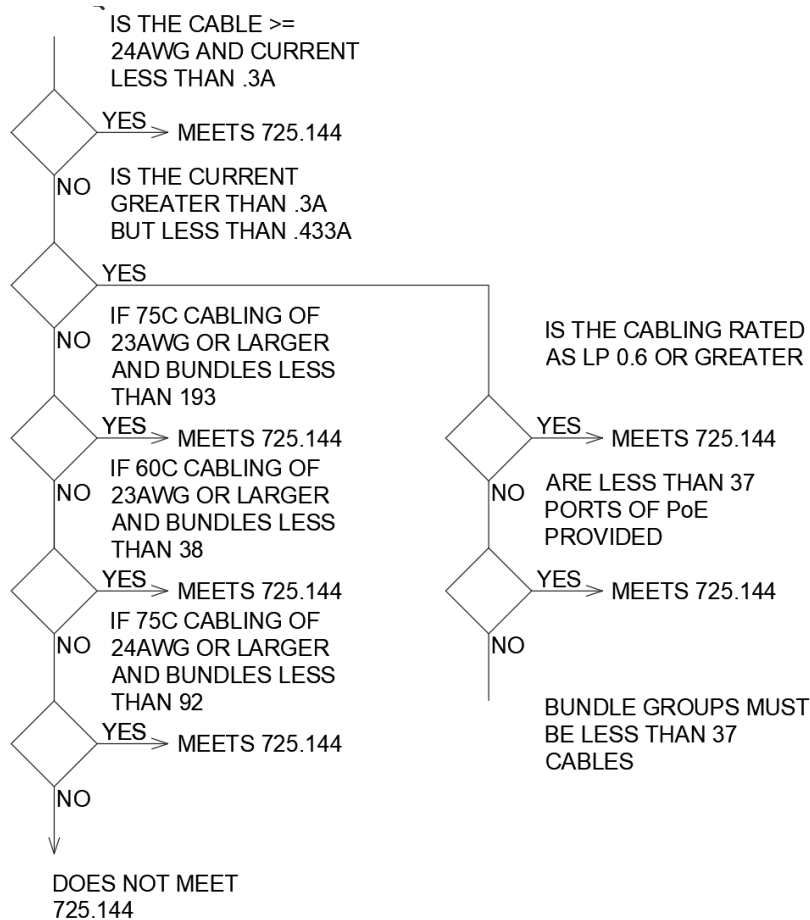 IS THE CABLE >=
24AWG AND CURRENT
LESS THAN .3A
YES
MEETS 725.144
NO
IS THE CURRENT
GREATER THAN .3A
BUT LESS THAN .433A
YES
NO
IF 75C CABLING OF
23AWG OR LARGER
AND BUNDLES LESS
THAN 193
YES
MEETS 725.144
NO
IF 60C CABLING OF
23AWG OR LARGER
AND BUNDLES LESS
THAN 38
YES
MEETS 725.144
NO
IF 75C CABLING OF
24AWG OR LARGER
AND BUNDLES LESS
THAN 92
YES
MEETS 725.144
NO
DOES NOT MEET
725.144
IS THE CABLING RATED
AS LP 0.6 OR GREATER
YES
MEETS 725.144
NO
ARE LESS THAN 37
PORTS OF PoE
PROVIDED
YES
MEETS 725.144
NO
BUNDLE GROUPS MUST
BE LESS THAN 37
CABLES